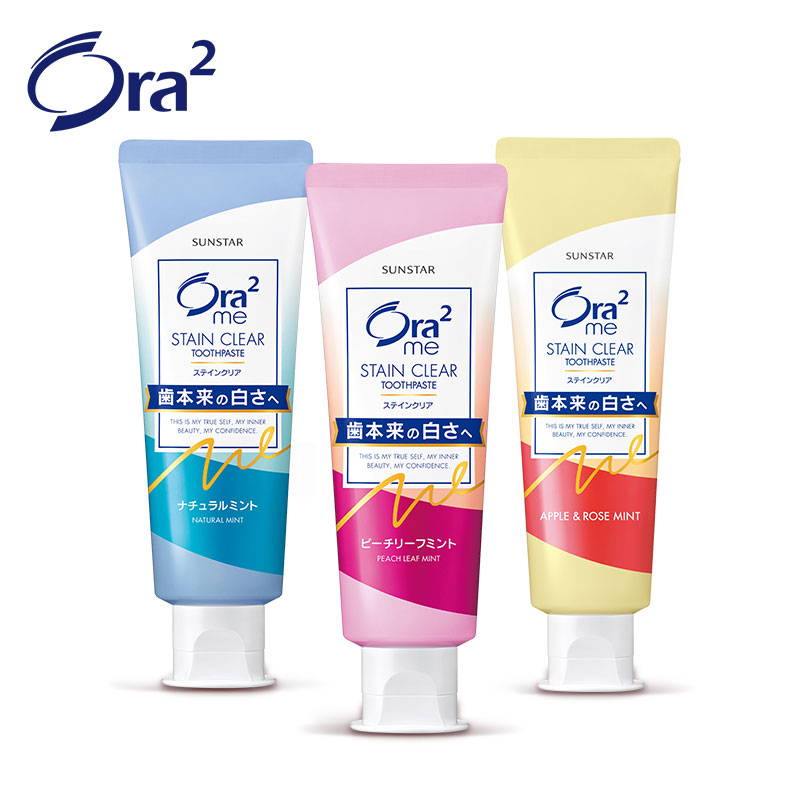 Ora2
SUNSTAR
Ora2
me
STAIN CLEAR
TOOTHPASTE
ステインクリア
歯本来の白さへ
THIS IS MY TRUE SELF, MY INNER
BEAUTY, MY CONFIDENCE.
me
ナチュラルミント
NATURAL MINT
SUNSTAR
Ora2
me
STAIN CLEAR
TOOTHPASTE
ステインクリア
歯本来の白さへ
THIS IS MY TRUE SELF, MY INNER
BEAUTY, MY CONFIDENCE.
me
ピーチリーフミント
PEACH LEAF MINT
SUNSTAR
Ora2
me
STAIN CLEAR
TOOTHPASTE
ステインクリア
歯本来の白さへ
THIS IS MY TRUE SELF, MY INNER
BEAUTY, MY CONFIDENCE.
me
APPLE & ROSE MINT